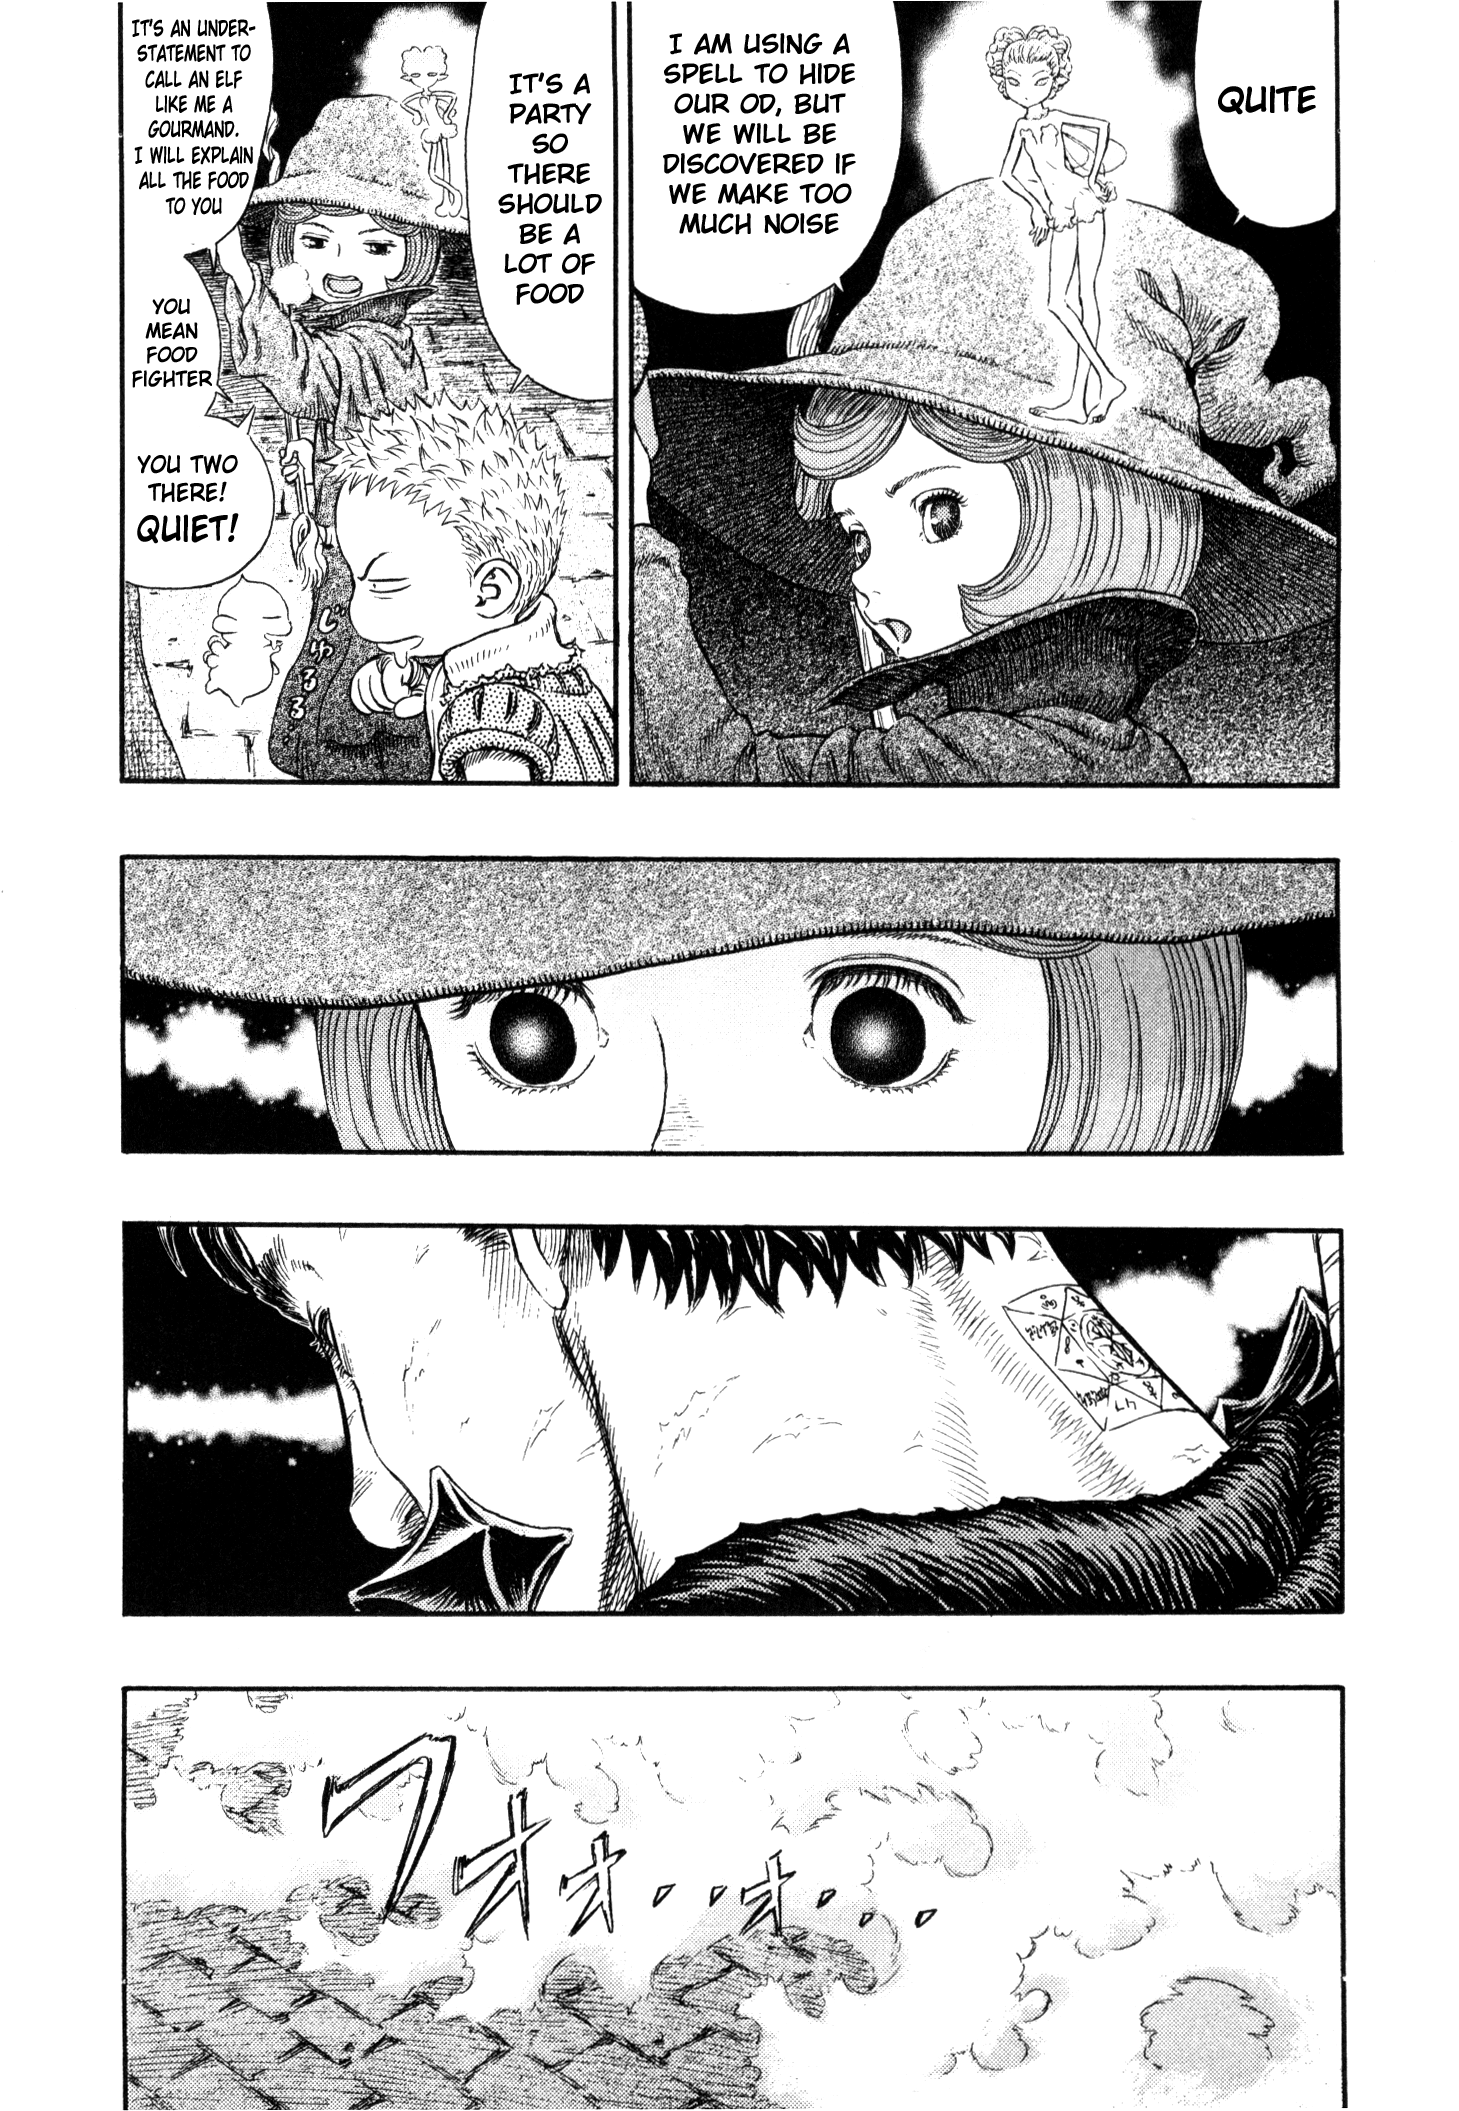 QUITE
I AM USING A
SPELL TO HIDE
OUR OD, BUT
WE WILL BE
DISCOVERED IF
WE MAKE TOO
MUCH NOISE
IT'S A
PARTY
SO
THERE
SHOULD
BE A
LOT OF
FOOD
IT'S AN UNDER-
STATEMENT TO
CALL AN ELF
LIKE ME A
GOURMAND.
I WILL EXPLAIN
ALL THE FOOD
TO YOU
YOU
MEAN
FOOD
FIGHTER
YOU TWO
THERE!
QUIET!
じゅるる...
フオオ...オ...